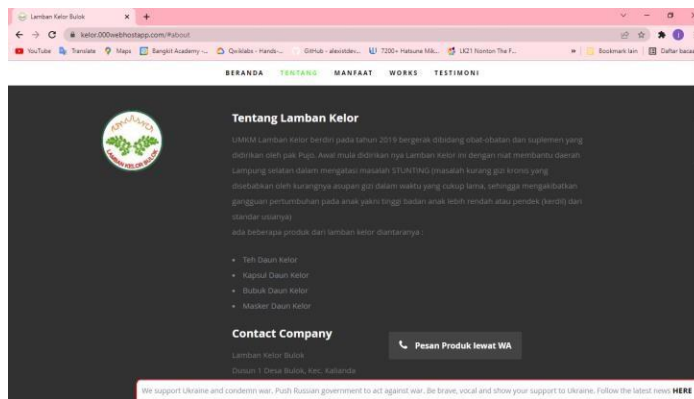 Lamban Kelor Bulok
kelor.000webhostapp.com/#about
YouTube Translate Maps Bangkit Academy -... Qwiklabs - Hands-... GitHub - alexistdev... 7200+ Hatsune Mik... LK21 Nonton The F... Bookmark lain Daftar bacaan
BERANDA TENTANG MANFAAT WORKS TESTIMONI
LAMBAN KELOR BULOK
Tentang Lamban Kelor
UMKM Lamban Kelor berdiri pada tahun 2019 bergerak dibidang obat-obatan dan suplemen yang
didirikan oleh pak Pujo. Awal mula didirikan nya Lamban Kelor ini dengan niat membantu daerah
Lampung selatan dalam mengatasi masalah STUNTING (masalah kurang gizi kronis yang
disebabkan oleh kurangnya asupan gizi dalam waktu yang cukup lama, sehingga mengakibatkan
gangguan pertumbuhan pada anak yakni tinggi badan anak lebih rendah atau pendek (kerdil) dari
standar usianya)
ada beberapa produk dari lamban kelor diantaranya :
Teh Daun Kelor
Kapsul Daun Kelor
Bubuk Daun Kelor
Masker Daun Kelor
Contact Company
Pesan Produk lewat WA
Lamban Kelor Bulok
Dusun 1 Desa Bulok, Kec. Kalianda
We support Ukraine and condemn war. Push Russian government to act against war. Be brave, vocal and show your support to Ukraine. Follow the latest news HERE